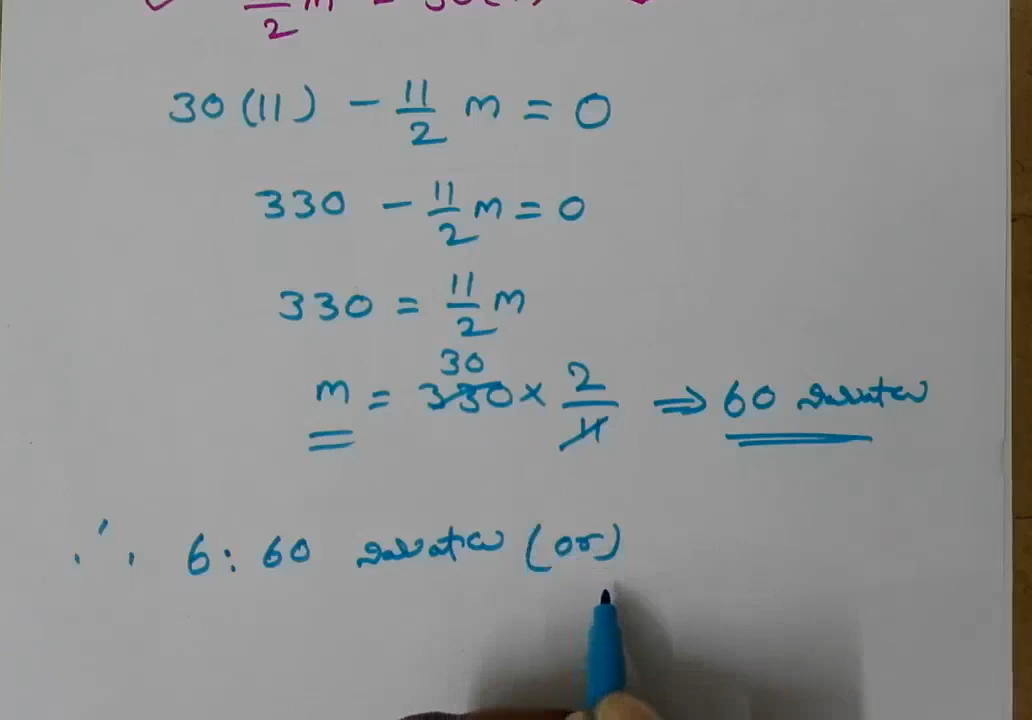 30(11) - 11/2 m = 0
330 - 11/2 m = 0
330 = 11/2 m
m = 330 × 2/11 ⇒ 60 నిమిషాలు
30
∴ 6:60 నిమిషాలు (or)